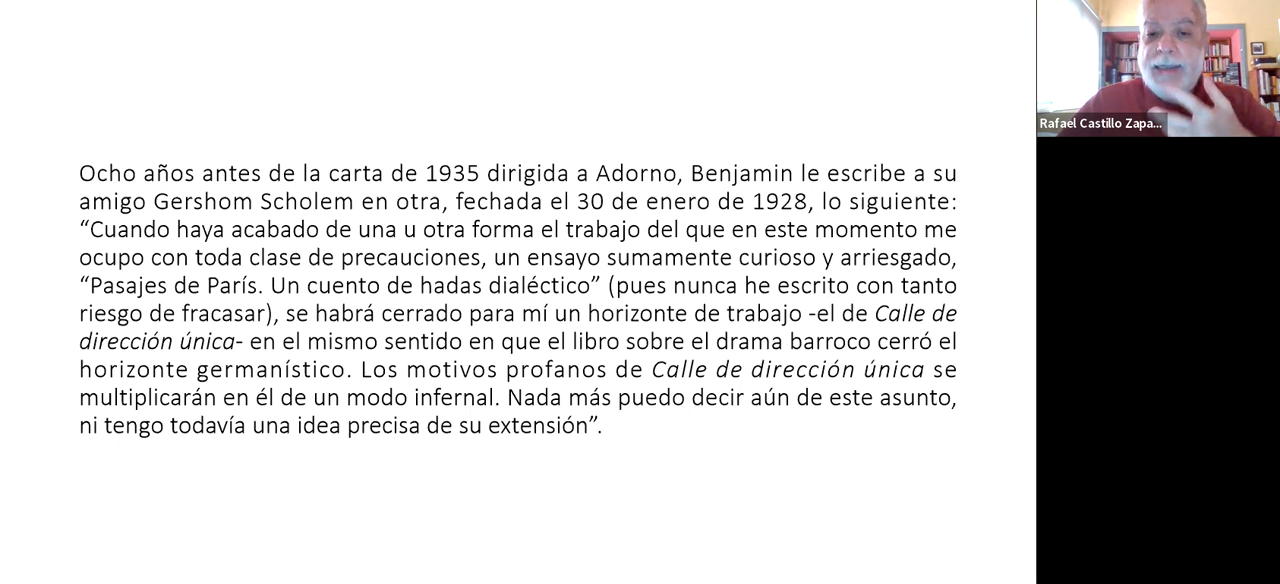 Ocho años antes de la carta de 1935 dirigida a Adorno, Benjamin le escribe a su
amigo Gershom Scholem en otra, fechada el 30 de enero de 1928, lo siguiente:
“Cuando haya acabado de una u otra forma el trabajo del que en este momento me
ocupo con toda clase de precauciones, un ensayo sumamente curioso y arriesgado,
“Pasajes de París. Un cuento de hadas dialéctico” (pues nunca he escrito con tanto
riesgo de fracasar), se habrá cerrado para mí un horizonte de trabajo -el de Calle de
dirección única- en el mismo sentido en que el libro sobre el drama barroco cerró el
horizonte germanístico. Los motivos profanos de Calle de dirección única se
multiplicarán en él de un modo infernal. Nada más puedo decir aún de este asunto,
ni tengo todavía una idea precisa de su extensión”.
Rafael Castillo Zapa...